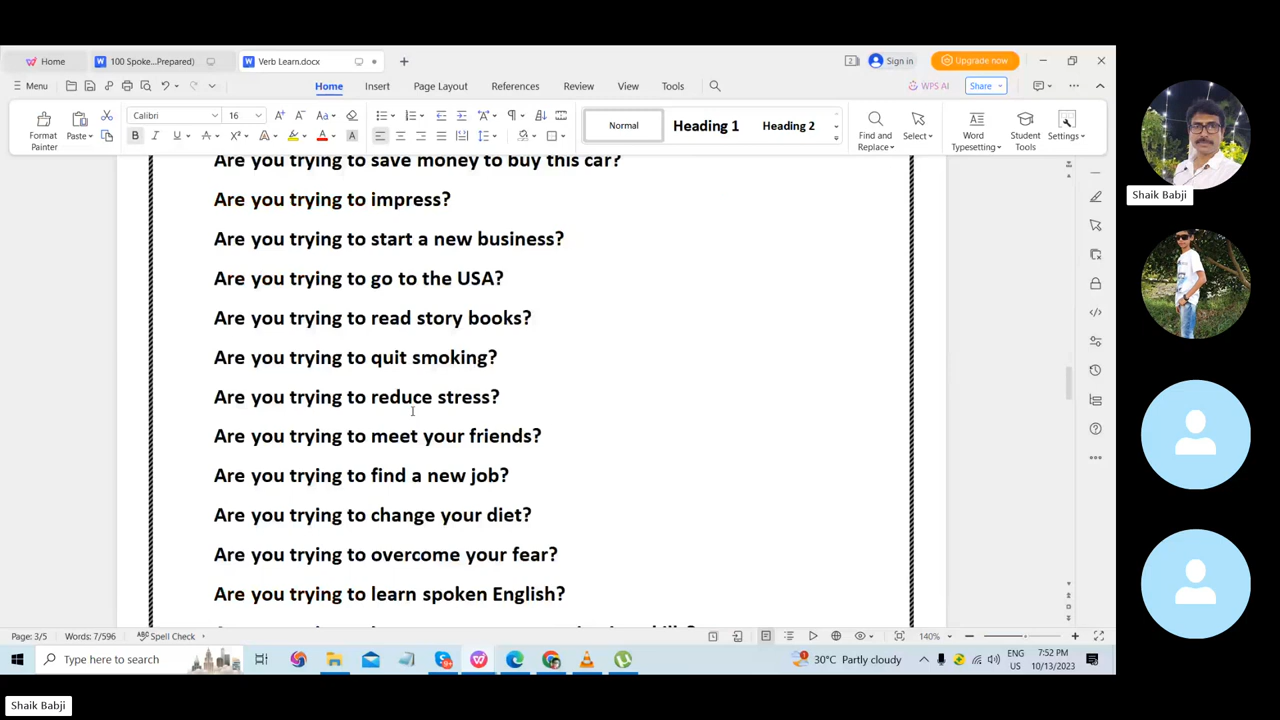 Home
100 Spoke...Prepared)
Verb Learn.docx
Sign in
Upgrade now
Menu
Home
Insert
Page Layout
References
Review
View
Tools
WPS AI
Share
Format
Painter
Paste
Calibri
16
Normal
Heading 1
Heading 2
Find and
Replace
Select
Word
Typesetting
Student
Tools
Settings
Are you trying to save money to buy this car?
Are you trying to impress?
Are you trying to start a new business?
Are you trying to go to the USA?
Are you trying to read story books?
Are you trying to quit smoking?
Are you trying to reduce stress?
Are you trying to meet your friends?
Are you trying to find a new job?
Are you trying to change your diet?
Are you trying to overcome your fear?
Are you trying to learn spoken English?
Page: 3/5
Words: 7/596
Spell Check
140%
Type here to search
30°C Partly cloudy
ENG
US
7:52 PM
10/13/2023
Shaik Babji
Shaik Babji